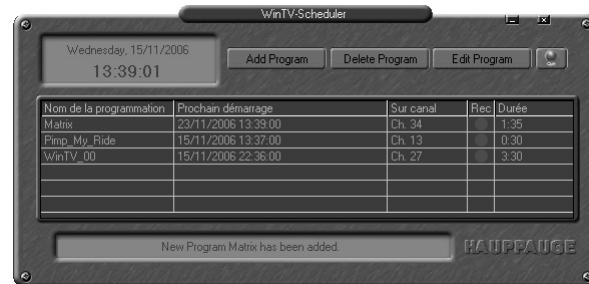 WinTV-Scheduler
Wednesday, 15/11/2006
13:39:01
Add Program Delete Program Edit Program
Nom de la programmation Prochain démarrage Sur canal Rec Durée
Matrix 23/11/2006 13:39:00 Ch. 34 1:35
Pimp_My_Ride 15/11/2006 13:37:00 Ch. 13 0:30
WinTV_00 15/11/2006 22:36:00 Ch. 27 3:30
New Program Matrix has been added.
HAUPPAUGE